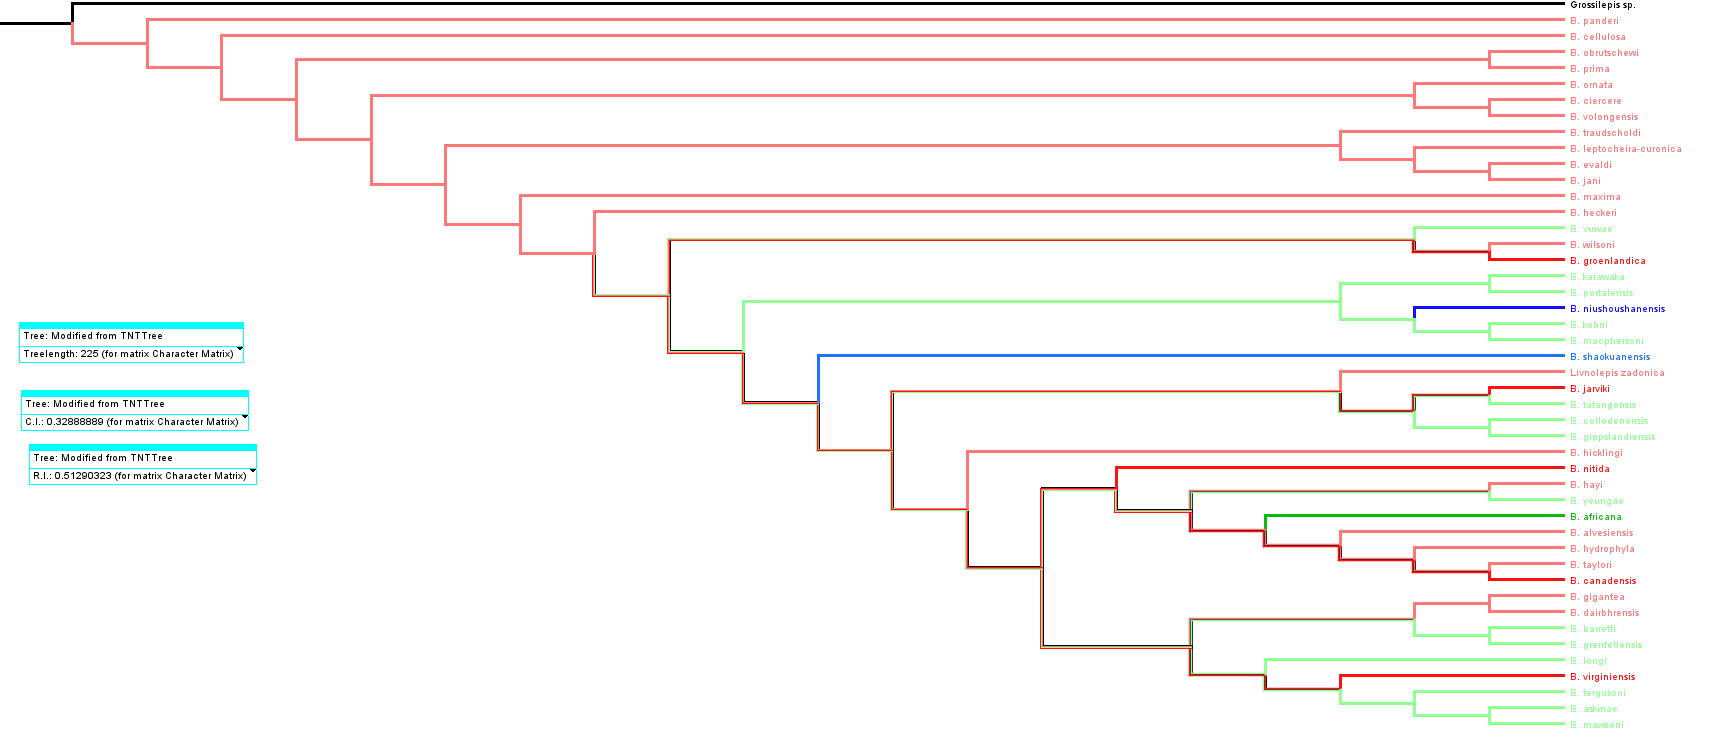 Grossilepis sp.
B. panderi
B. cellulosa
B. obrutschewi
B. prima
B. ornata
B. ciercere
B. volongensis
B. traudscholdi
B. leptocheira-curonica
B. evaldi
B. jani
B. maxima
B. heckeri
B. vuwae
B. wilsoni
B. groenlandica
B. karawaka
B. portalensis
B. niushoushanensis
B. kohni
B. macphersoni
B. shaokuanensis
Livnolepis zadonica
B. jarviki
B. tatongensis
B. cullodenensis
B. gippslandiensis
B. hicklingi
B. nitida
B. hayi
B. yeungae
B. africana
B. alvesiensis
B. hydrophyla
B. taylori
B. canadensis
B. gigantea
B. dairbhrensis
B. barretti
B. grenfellensis
B. longi
B. virginiensis
B. fergusoni
B. askinae
B. mawsoni
Tree: Modified from TNTTree
Treelength: 225 (for matrix Character Matrix)
Tree: Modified from TNTTree
C.I.: 0.32888889 (for matrix Character Matrix)
Tree: Modified from TNTTree
R.I.: 0.51290323 (for matrix Character Matrix)